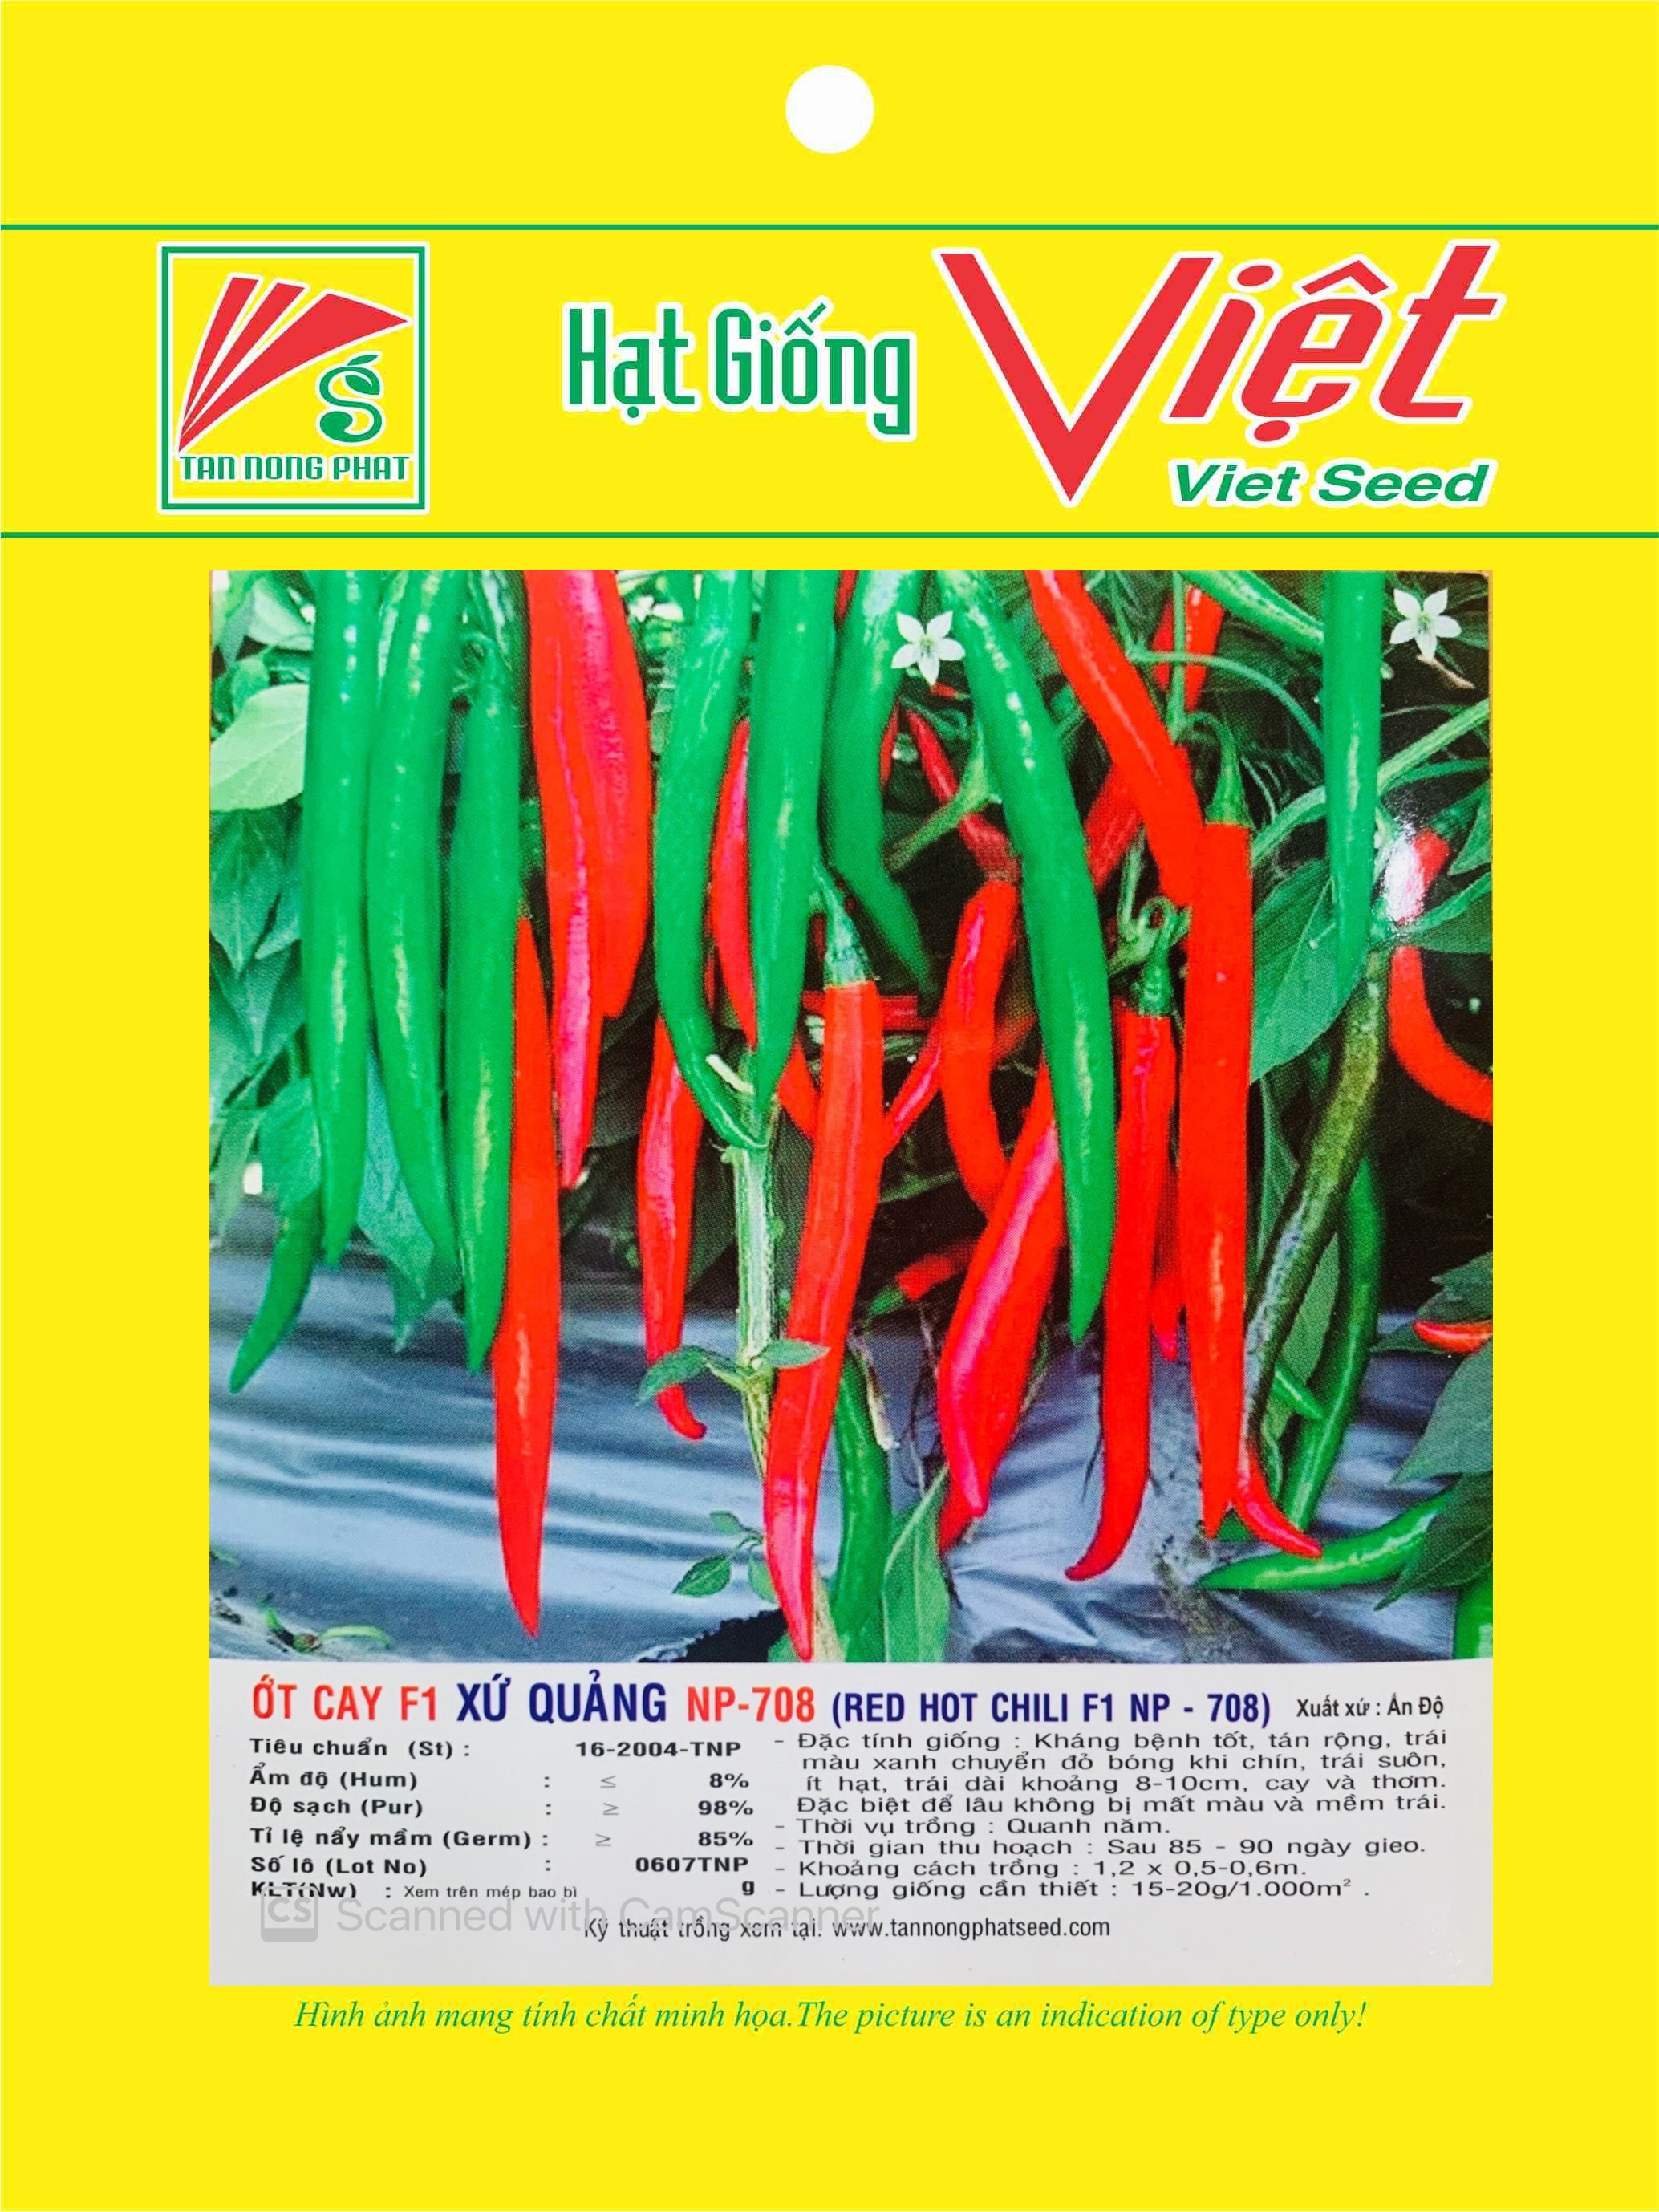 TAN NONG PHAT
Hạt Giống Việt
Viet Seed
ỚT CAY F1 XỨ QUẢNG NP-708 (RED HOT CHILI F1 NP - 708) Xuất xứ : Ấn Độ
Tiêu chuẩn (St) : 16-2004-TNP
Ẩm độ (Hum) : ≤ 8%
Độ sạch (Pur) : ≥ 98%
Tỉ lệ nẩy mầm (Germ) : ≥ 85%
Số lô (Lot No) : 0607TNP
KLT(Nw) : Xem trên mép bao bì g
- Đặc tính giống : Kháng bệnh tốt, tán rộng, trái
màu xanh chuyển đỏ bóng khi chín, trái suôn,
ít hạt, trái dài khoảng 8-10cm, cay và thơm.
Đặc biệt để lâu không bị mất màu và mềm trái.
- Thời vụ trồng : Quanh năm.
- Thời gian thu hoạch : Sau 85 - 90 ngày gieo.
- Khoảng cách trồng : 1,2 x 0,5-0,6m.
- Lượng giống cần thiết : 15-20g/1.000m² .
CS Scanned with CamScanner
Kỹ thuật trồng xem tại: www.tannongphatseed.com
Hình ảnh mang tính chất minh họa.The picture is an indication of type only!